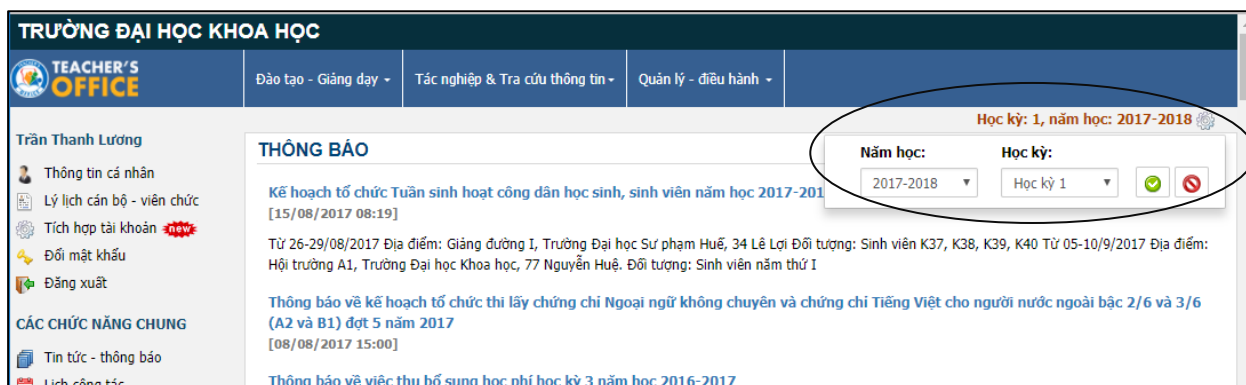 TRƯỜNG ĐẠI HỌC KHOA HỌC
TEACHER'S
OFFICE
Đào tạo - Giảng dạy
Tác nghiệp & Tra cứu thông tin
Quản lý - điều hành
Học kỳ: 1, năm học: 2017-2018
Trần Thanh Lương
Thông tin cá nhân
Lý lịch cán bộ - viên chức
Tích hợp tài khoản new
Đổi mật khẩu
Đăng xuất
CÁC CHỨC NĂNG CHUNG
Tin tức - thông báo
Lịch công tác
THÔNG BÁO
Năm học:
Học kỳ:
2017-2018
Học kỳ 1
Kế hoạch tổ chức Tuần sinh hoạt công dân học sinh, sinh viên năm học 2017-201
[15/08/2017 08:19]
Từ 26-29/08/2017 Địa điểm: Giảng đường I, Trường Đại học Sư phạm Huế, 34 Lê Lợi Đối tượng: Sinh viên K37, K38, K39, K40 Từ 05-10/9/2017 Địa điểm:
Hội trường A1, Trường Đại học Khoa học, 77 Nguyễn Huệ. Đối tượng: Sinh viên năm thứ I
Thông báo về kế hoạch tổ chức thi lấy chứng chỉ Ngoại ngữ không chuyên và chứng chỉ Tiếng Việt cho người nước ngoài bậc 2/6 và 3/6
(A2 và B1) đợt 5 năm 2017
[08/08/2017 15:00]
Thông báo về việc thu bổ sung học phí học kỳ 3 năm học 2016-2017